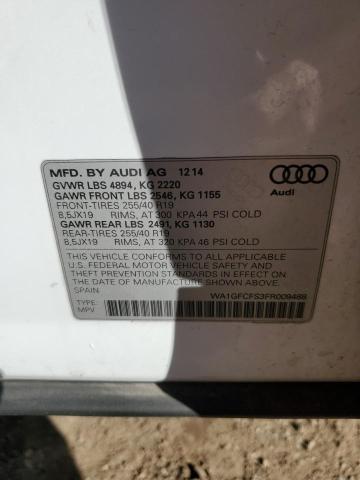 MFD. BY AUDI AG 12 14
GVWR LBS 4894, KG 2220
GAWR FRONT LBS 2546, KG 1155
FRONT-TIRES 255/40 R19
8,5JX19 RIMS, AT 300 KPA 44 PSI COLD
GAWR REAR LBS 2491, KG 1130
REAR-TIRES 255/40 R19
8,5JX19 RIMS, AT 320 KPA 46 PSI COLD
Audi
THIS VEHICLE CONFORMS TO ALL APPLICABLE
U.S. FEDERAL MOTOR VEHICLE SAFETY AND
THEFT PREVENTION STANDARDS IN EFFECT ON
THE DATE OF MANUFACTURE SHOWN ABOVE.
SPAIN
WA1GFCFS3FR009488
TYPE:
MPV